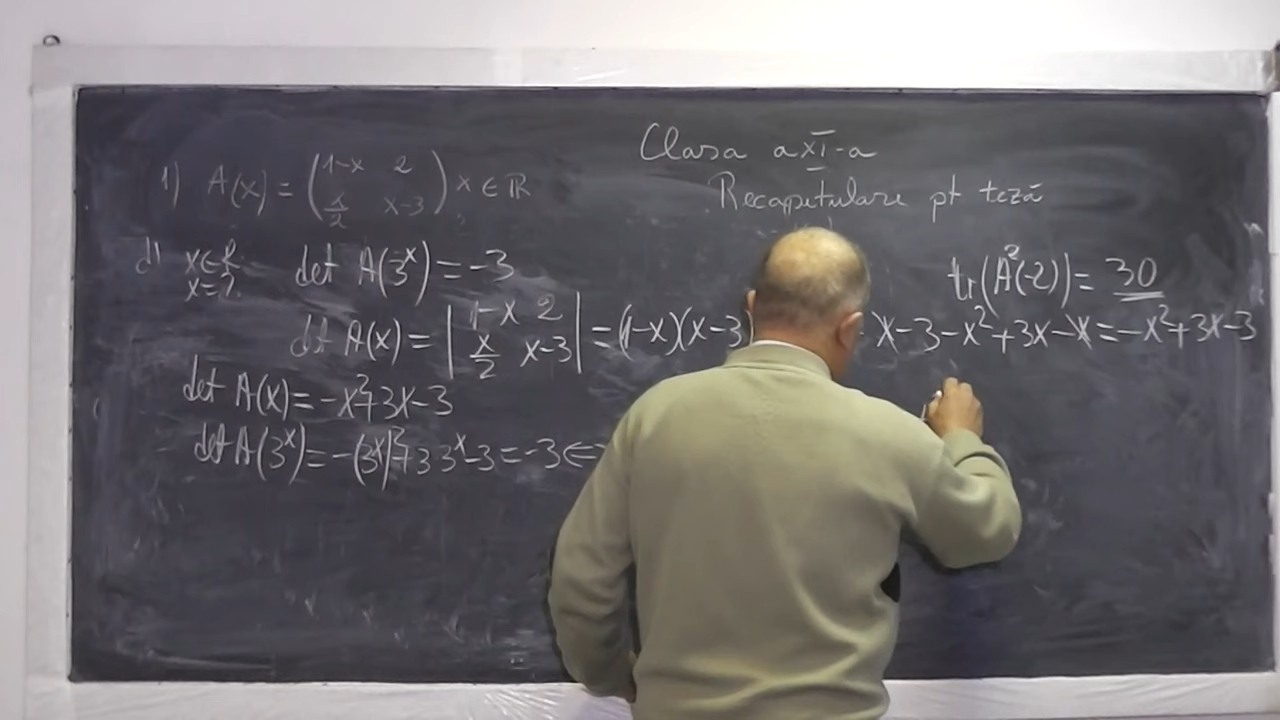 Clasa a XI-a
Recapitulare pt teză
1) A(x) = (1-x 2
x/2 x-3) x ∈ ℝ
d) x∈R x=? det A(3^x) = -3
tr(A²(-2)) = 30
det A(x) = |1-x 2
x/2 x-3| = (1-x)(x-3) - x-3-x²+3x-x = -x²+3x-3
det A(x) = -x²+3x-3
det A(3^x) = -(3^x)²+3 3^x-3 = -3 ⇔